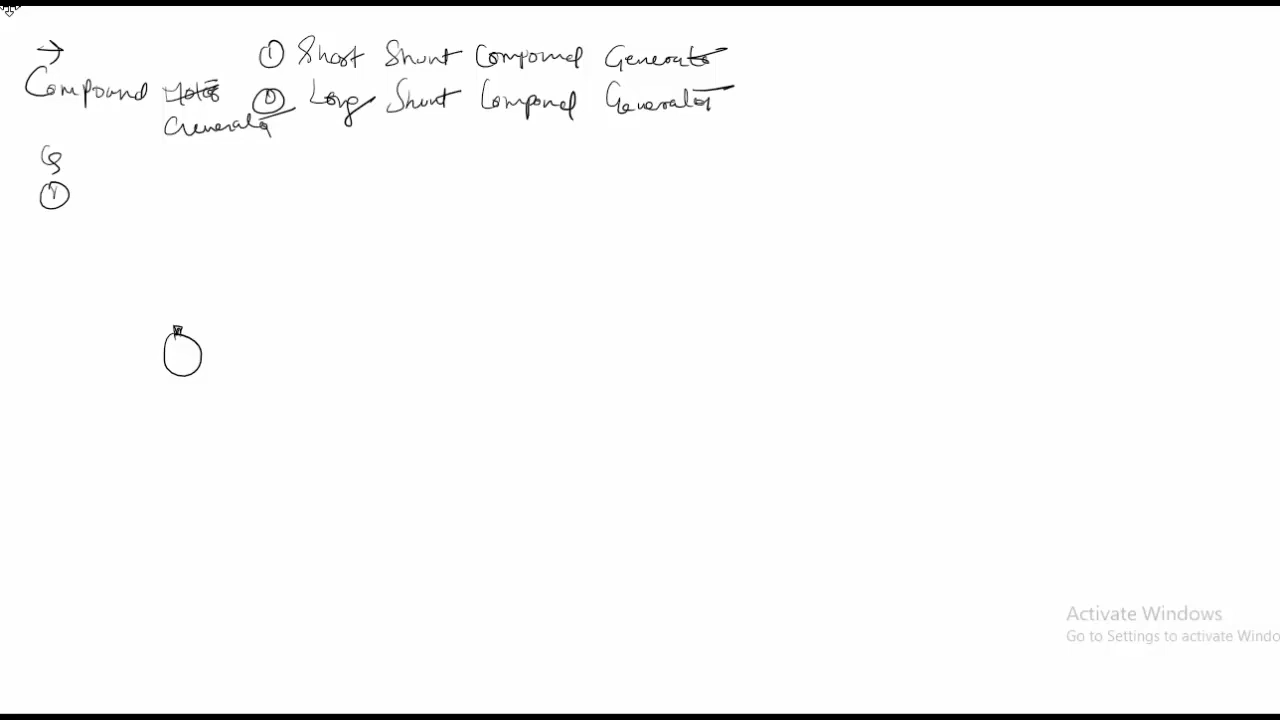 → ① Short Shunt Compound Generator
Compound Motor ② Long Shunt Compound Generator
Generator
G
①
Activate Windows
Go to Settings to activate Windo